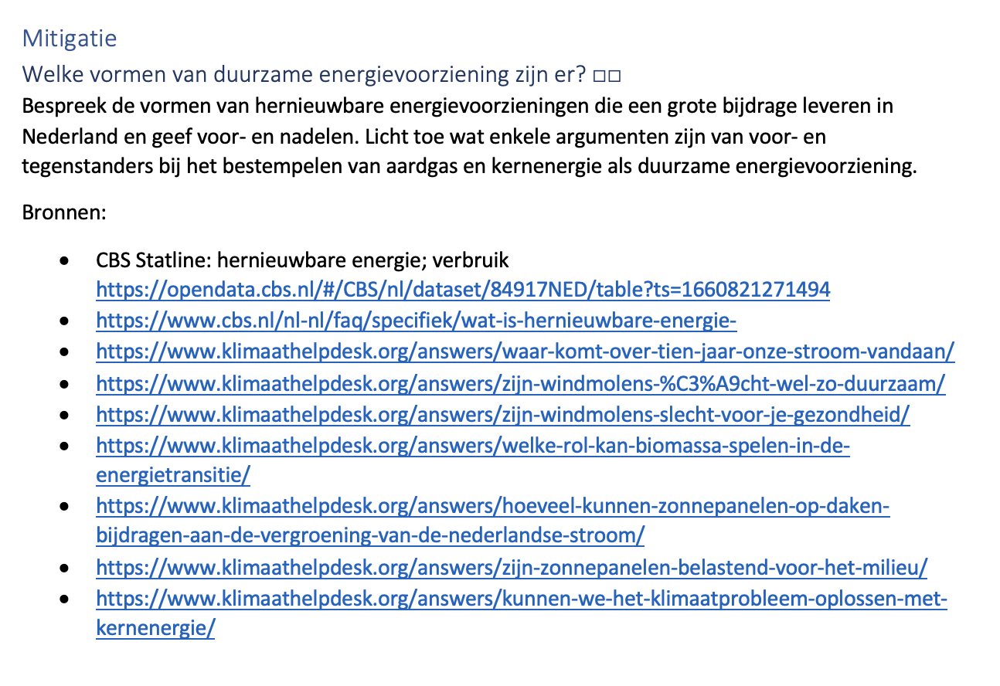 Mitigatie
Welke vormen van duurzame energievoorziening zijn er? □□
Bespreek de vormen van hernieuwbare energievoorzieningen die een grote bijdrage leveren in
Nederland en geef voor- en nadelen. Licht toe wat enkele argumenten zijn van voor- en
tegenstanders bij het bestempelen van aardgas en kernenergie als duurzame energievoorziening.
Bronnen:
• CBS Statline: hernieuwbare energie; verbruik
https://opendata.cbs.nl/#/CBS/nl/dataset/84917NED/table?ts=1660821271494
• https://www.cbs.nl/nl-nl/faq/specifiek/wat-is-hernieuwbare-energie-
• https://www.klimaathelpdesk.org/answers/waar-komt-over-tien-jaar-onze-stroom-vandaan/
• https://www.klimaathelpdesk.org/answers/zijn-windmolens-%C3%A9cht-wel-zo-duurzaam/
• https://www.klimaathelpdesk.org/answers/zijn-windmolens-slecht-voor-je-gezondheid/
• https://www.klimaathelpdesk.org/answers/welke-rol-kan-biomassa-spelen-in-de-
energietransitie/
• https://www.klimaathelpdesk.org/answers/hoeveel-kunnen-zonnepanelen-op-daken-
bijdragen-aan-de-vergroening-van-de-nederlandse-stroom/
• https://www.klimaathelpdesk.org/answers/zijn-zonnepanelen-belastend-voor-het-milieu/
• https://www.klimaathelpdesk.org/answers/kunnen-we-het-klimaatprobleem-oplossen-met-
kernenergie/